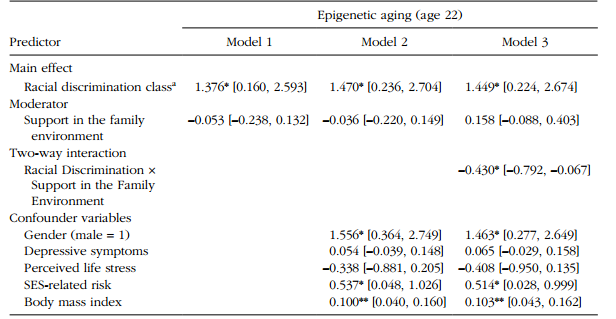 Epigenetic aging (age 22)
Predictor Model 1 Model 2 Model 3
Main effect
Racial discrimination classᵃ 1.376* [0.160, 2.593] 1.470* [0.236, 2.704] 1.449* [0.224, 2.674]
Moderator
Support in the family −0.053 [−0.238, 0.132] −0.036 [−0.220, 0.149] 0.158 [−0.088, 0.403]
environment
Two-way interaction
Racial Discrimination × −0.430* [−0.792, −0.067]
Support in the Family
Environment
Confounder variables
Gender (male = 1) 1.556* [0.364, 2.749] 1.463* [0.277, 2.649]
Depressive symptoms 0.054 [−0.039, 0.148] 0.065 [−0.029, 0.158]
Perceived life stress −0.338 [−0.881, 0.205] −0.408 [−0.950, 0.135]
SES-related risk 0.537* [0.048, 1.026] 0.514* [0.028, 0.999]
Body mass index 0.100** [0.040, 0.160] 0.103** [0.043, 0.162]